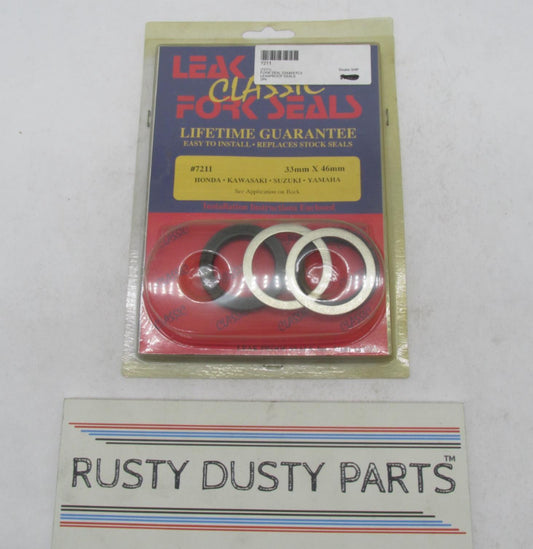 7211
LEAK
CLASSIC
FORK SEALS
LIFETIME GUARANTEE
EASY TO INSTALL • REPLACES STOCK SEALS
#7211 33mm X 46mm
HONDA • KAWASAKI • SUZUKI • YAMAHA
See Application on Back
Installation Instructions Enclosed
RUSTY DUSTY PARTS™